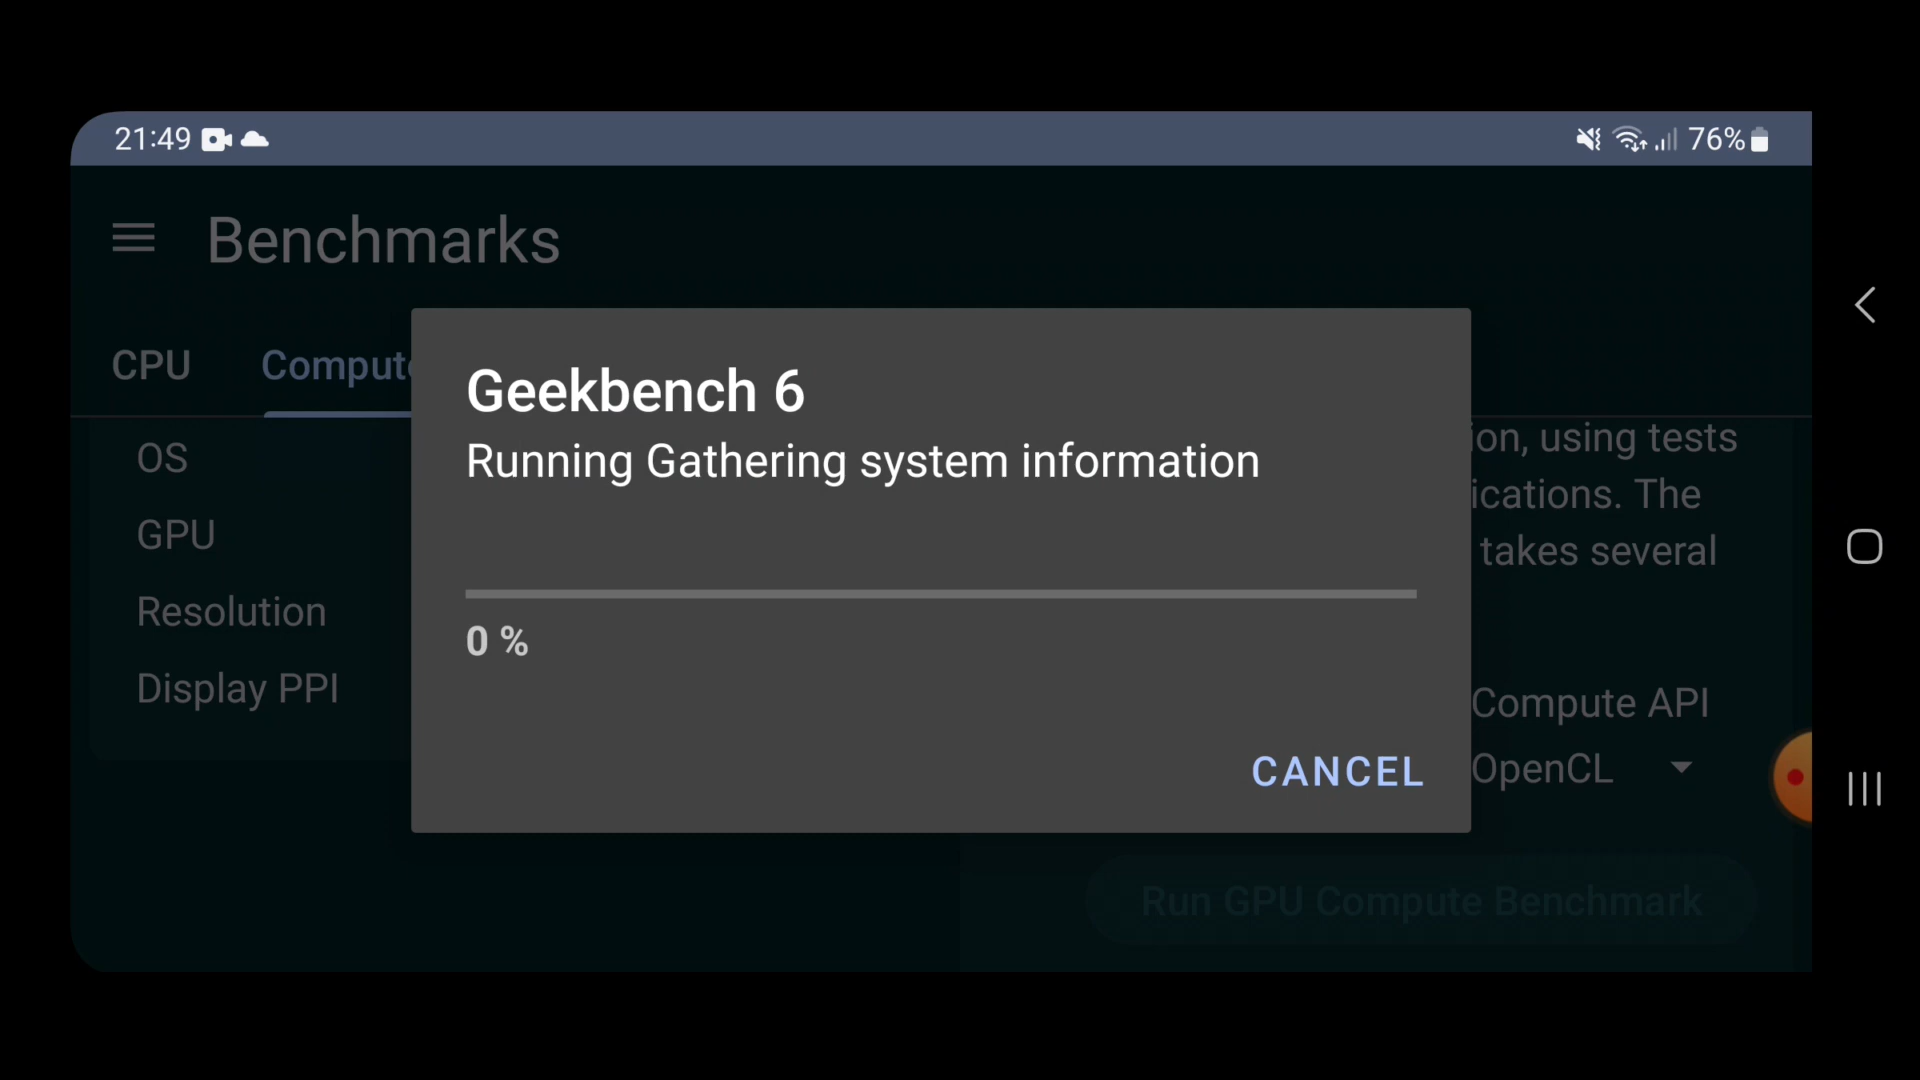 21:49
76%
Benchmarks
CPU
Compute
OS
GPU
Resolution
Display PPI
Geekbench 6
Running Gathering system information
0 %
CANCEL
ion, using tests
ications. The
takes several
Compute API
OpenCL
Run GPU Compute Benchmark